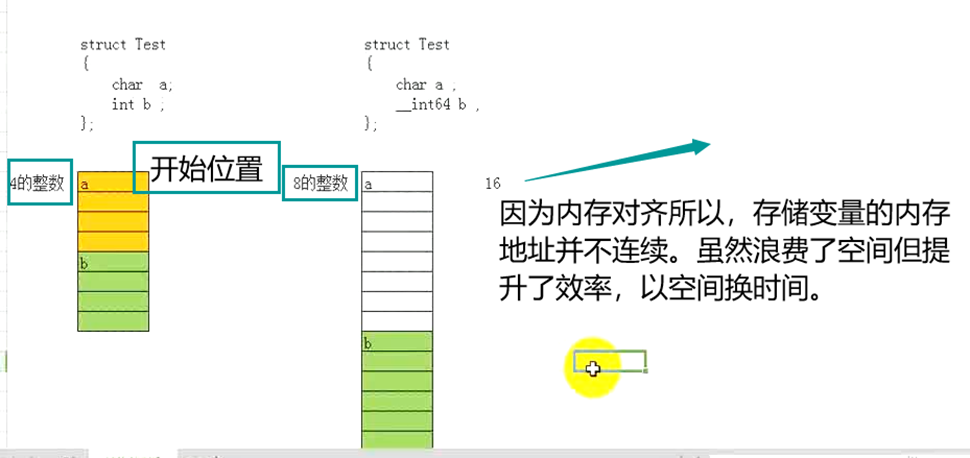 struct Test
{
char a;
int b ;
};
struct Test
{
char a ,
__int64 b ,
};
4的整数
a
开始位置
8的整数
a
16
因为内存对齐所以，存储变量的内存
地址并不连续。虽然浪费了空间但提
升了效率，以空间换时间。
b
b